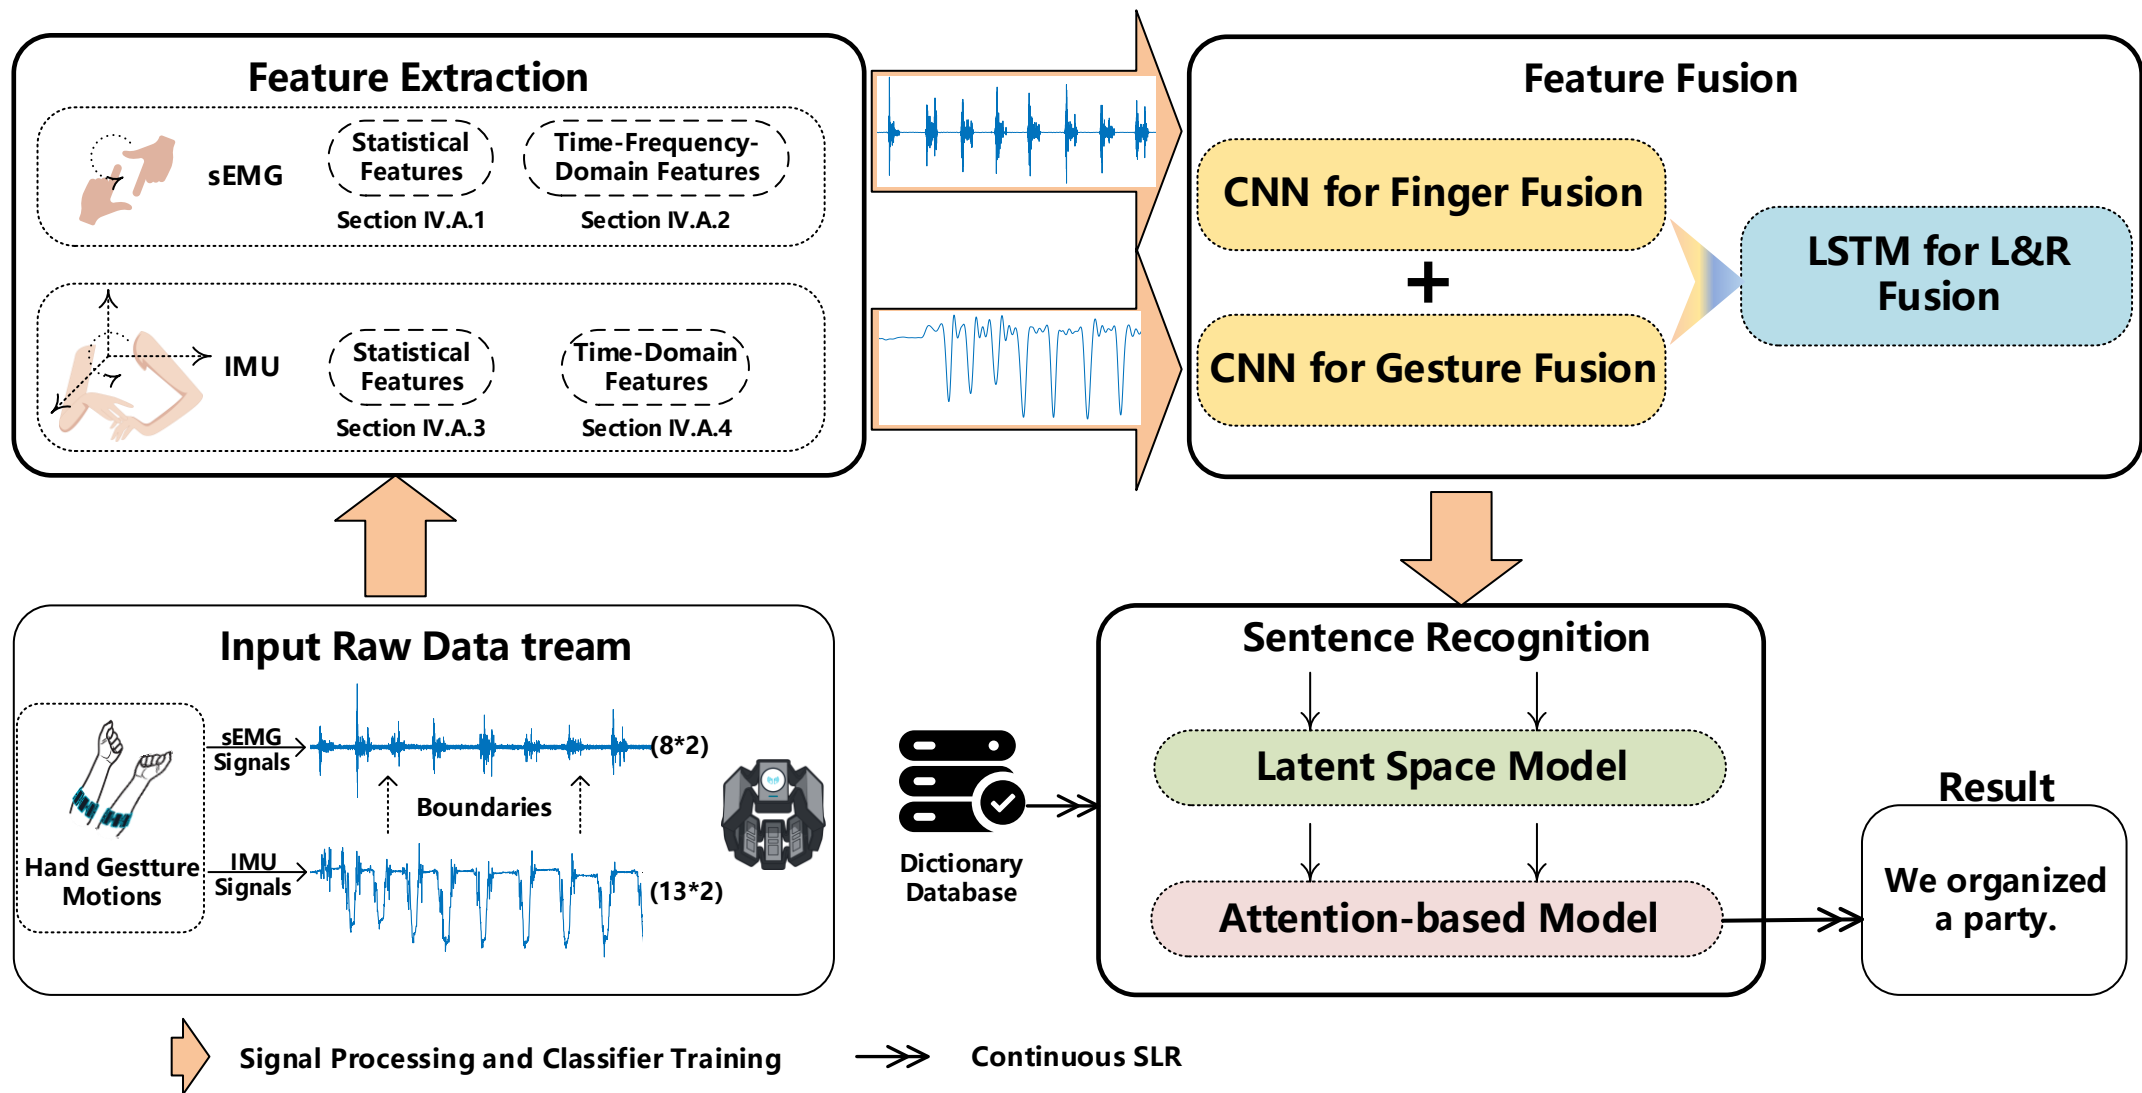 Feature Extraction
sEMG
Statistical
Features
Section IV.A.1
Time-Frequency-
Domain Features
Section IV.A.2
IMU
Statistical
Features
Section IV.A.3
Time-Domain
Features
Section IV.A.4
Feature Fusion
CNN for Finger Fusion
+
CNN for Gesture Fusion
LSTM for L&R
Fusion
Input Raw Data tream
Hand Gestture
Motions
sEMG
Signals
(8*2)
Boundaries
IMU
Signals
(13*2)
Dictionary
Database
Sentence Recognition
Latent Space Model
Attention-based Model
Result
We organized
a party.
Signal Processing and Classifier Training
Continuous SLR